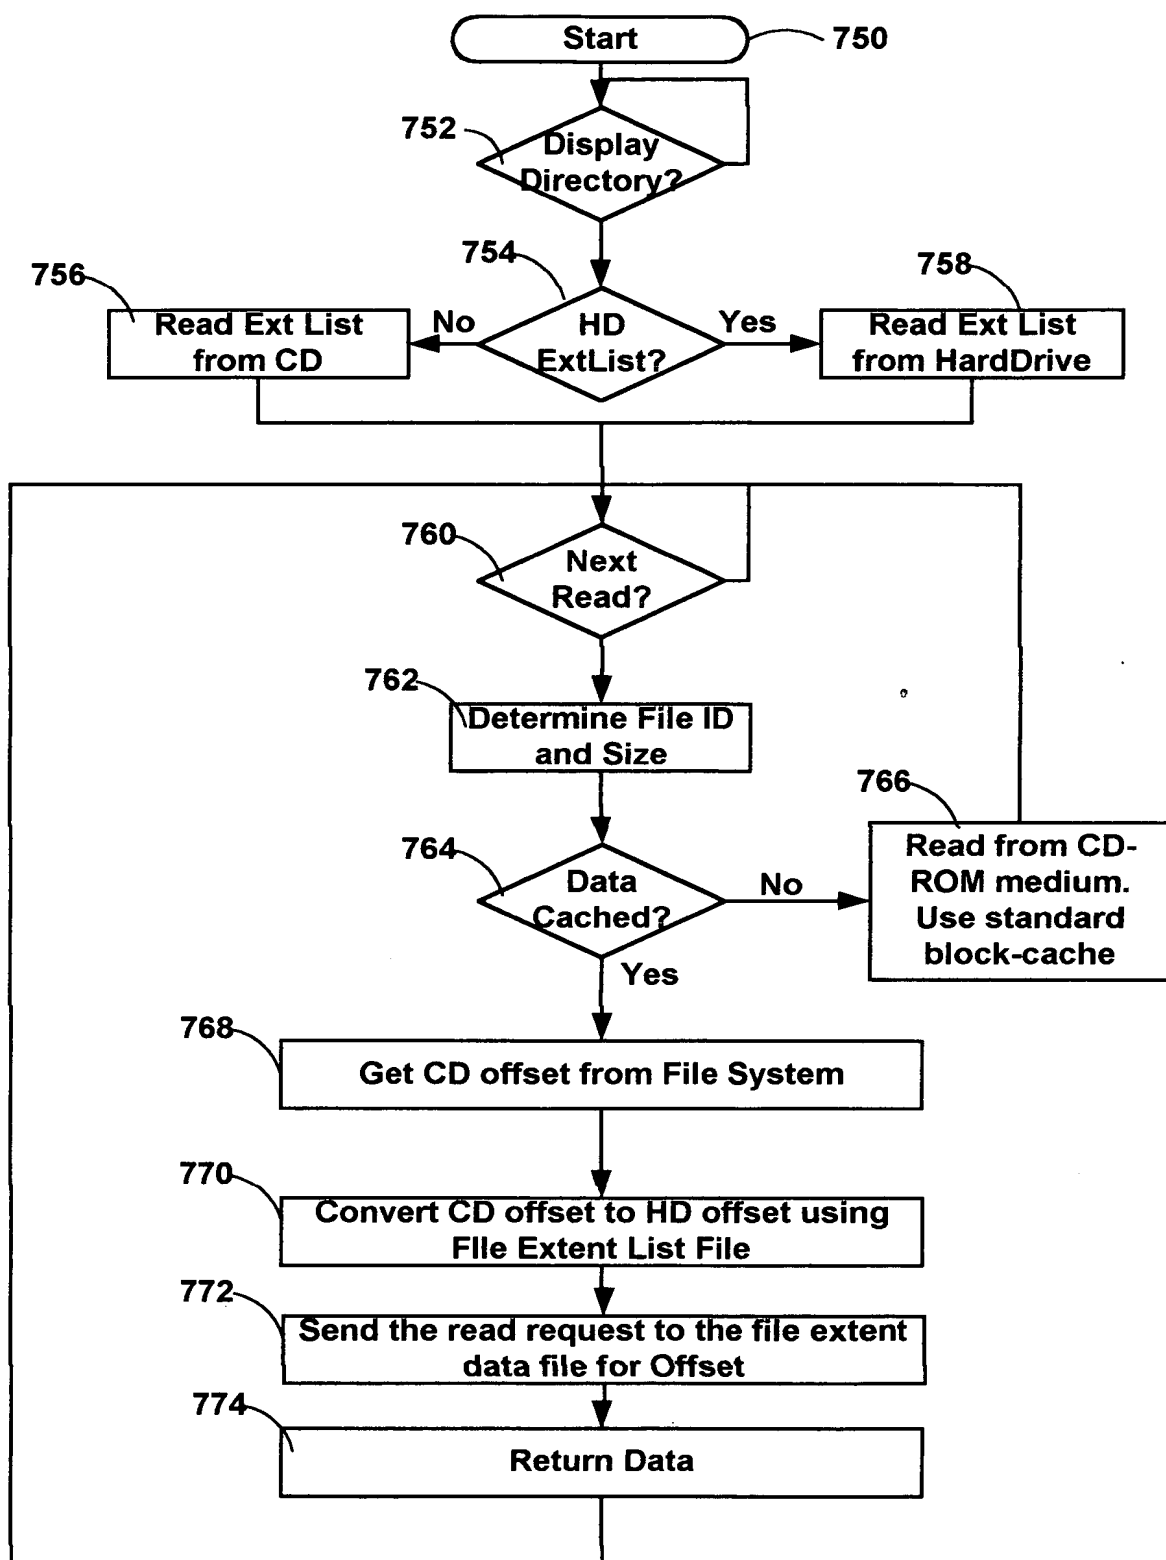 Start
750
752
Display
Directory?
754
756
758
Read Ext List
from CD
No
HD
ExtList?
Yes
Read Ext List
from HardDrive
760
Next
Read?
762
Determine File ID
and Size
766
764
Data
Cached?
No
Read from CD-
ROM medium.
Use standard
block-cache
Yes
768
Get CD offset from File System
770
Convert CD offset to HD offset using
FIle Extent List File
772
Send the read request to the file extent
data file for Offset
774
Return Data